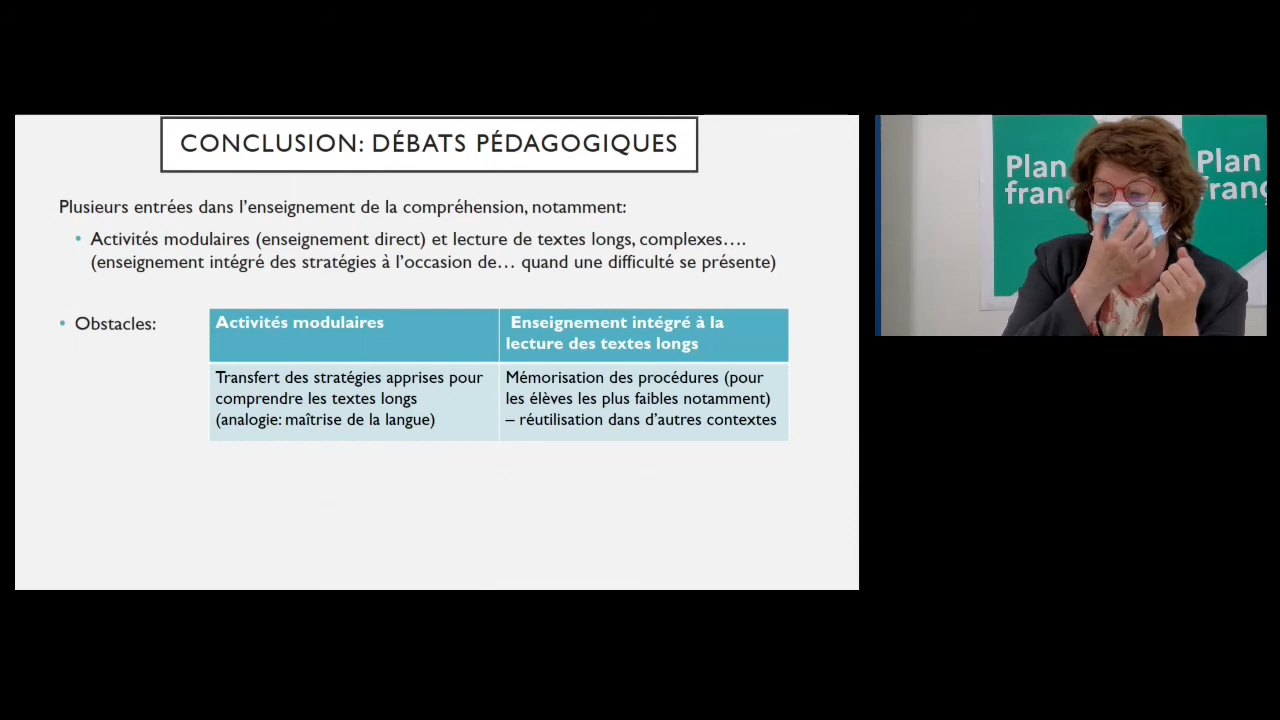 CONCLUSION: DÉBATS PÉDAGOGIQUES
Plusieurs entrées dans l’enseignement de la compréhension, notamment:
• Activités modulaires (enseignement direct) et lecture de textes longs, complexes….
(enseignement intégré des stratégies à l’occasion de… quand une difficulté se présente)
• Obstacles:
Activités modulaires
Enseignement intégré à la
lecture des textes longs
Transfert des stratégies apprises pour
comprendre les textes longs
(analogie: maîtrise de la langue)
Mémorisation des procédures (pour
les élèves les plus faibles notamment)
– réutilisation dans d’autres contextes
Plan
franç
Plan
franç